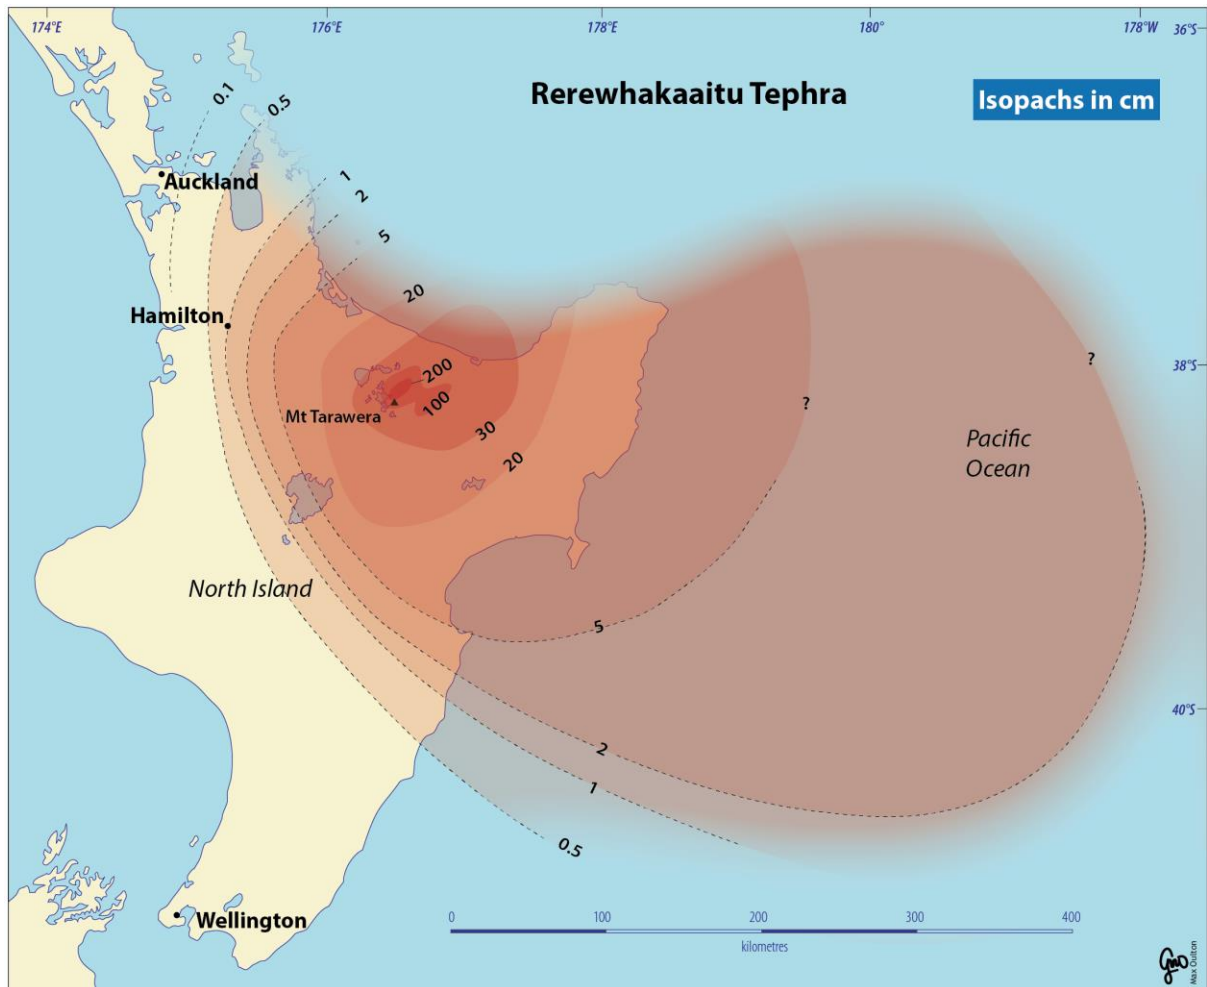 174°E
176°E
178°E
180°
178°W
36°S
Rerewhakaaitu Tephra
Isopachs in cm
0.1
0.5
1
2
5
20
Auckland
Hamilton
200
100
Mt Tarawera
30
20
?
?
38°S
Pacific
Ocean
North Island
5
2
1
0.5
40°S
Wellington
0
100
200
300
400
kilometres
Max Oulton